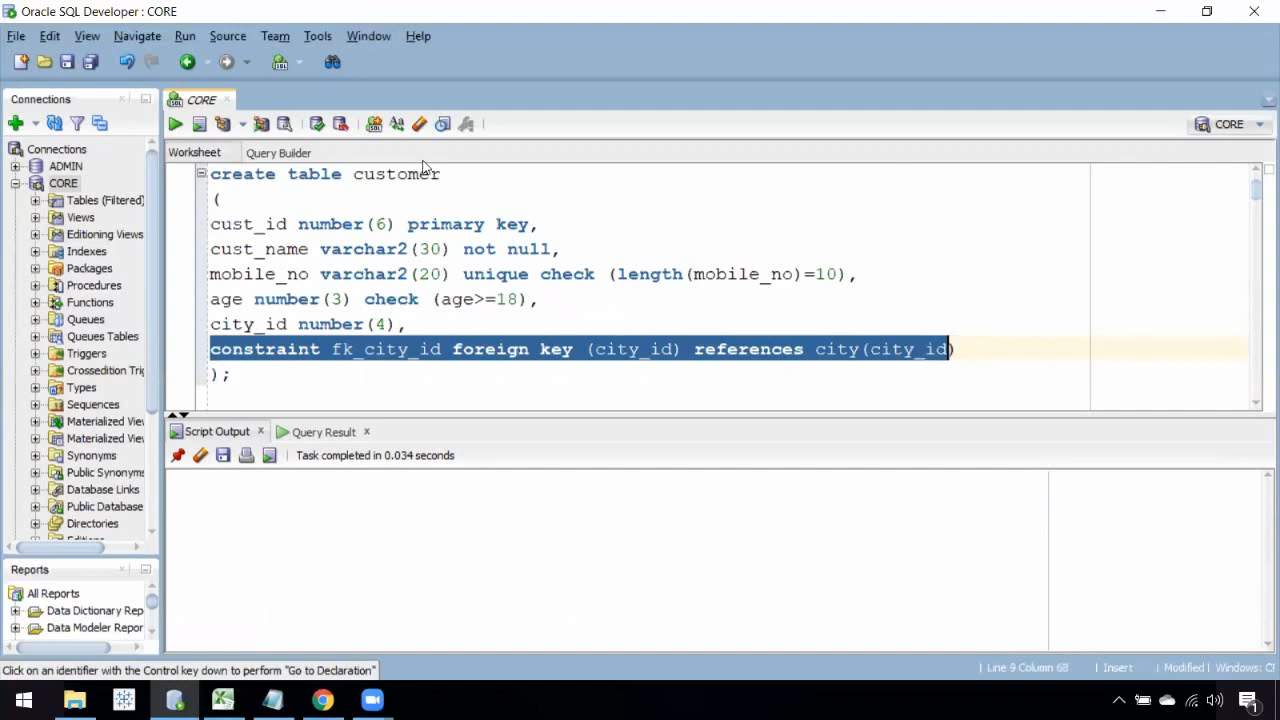 Oracle SQL Developer : CORE
File Edit View Navigate Run Source Team Tools Window Help
Connections
CORE
CORE
Connections
ADMIN
CORE
Tables (Filtered)
Views
Editioning Views
Indexes
Packages
Procedures
Functions
Queues
Queues Tables
Triggers
Crossedition Trig
Types
Sequences
Materialized View
Materialized View
Synonyms
Public Synonyms
Database Links
Public Database
Directories
Reports
All Reports
Data Dictionary Rep
Data Modeler Repor
Worksheet Query Builder
create table customer
(
cust_id number(6) primary key,
cust_name varchar2(30) not null,
mobile_no varchar2(20) unique check (length(mobile_no)=10),
age number(3) check (age>=18),
city_id number(4),
constraint fk_city_id foreign key (city_id) references city(city_id)
);
Script Output Query Result
Task completed in 0.034 seconds
Click on an identifier with the Control key down to perform "Go to Declaration"
Line 9 Column 68 Insert Modified Windows: CF
1